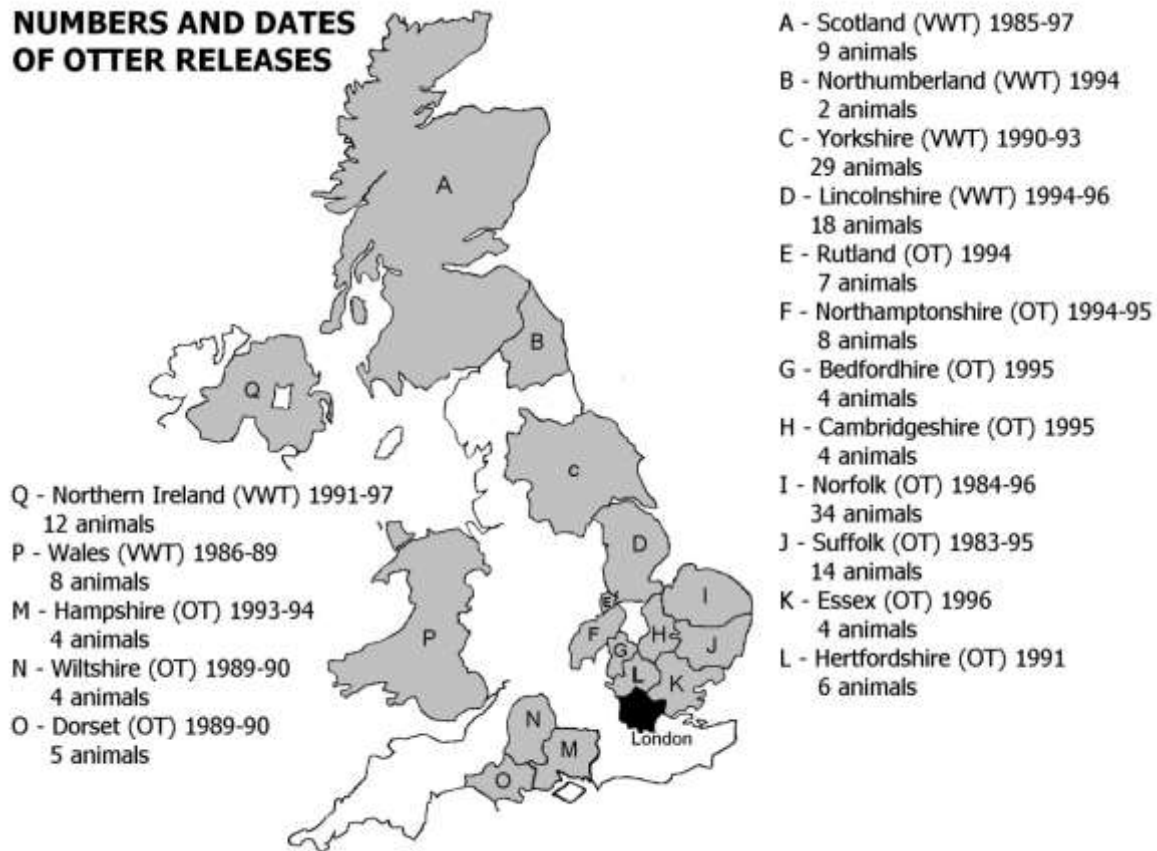 NUMBERS AND DATES
OF OTTER RELEASES
A - Scotland (VWT) 1985-97
9 animals
B - Northumberland (VWT) 1994
2 animals
C - Yorkshire (VWT) 1990-93
29 animals
D - Lincolnshire (VWT) 1994-96
18 animals
E - Rutland (OT) 1994
7 animals
F - Northamptonshire (OT) 1994-95
8 animals
G - Bedfordhire (OT) 1995
4 animals
H - Cambridgeshire (OT) 1995
4 animals
I - Norfolk (OT) 1984-96
34 animals
J - Suffolk (OT) 1983-95
14 animals
K - Essex (OT) 1996
4 animals
L - Hertfordshire (OT) 1991
6 animals
Q - Northern Ireland (VWT) 1991-97
12 animals
P - Wales (VWT) 1986-89
8 animals
M - Hampshire (OT) 1993-94
4 animals
N - Wiltshire (OT) 1989-90
4 animals
O - Dorset (OT) 1989-90
5 animals
A
B
Q
c
D
E
I
F
H
J
G
P
L
K
N
M
London
O